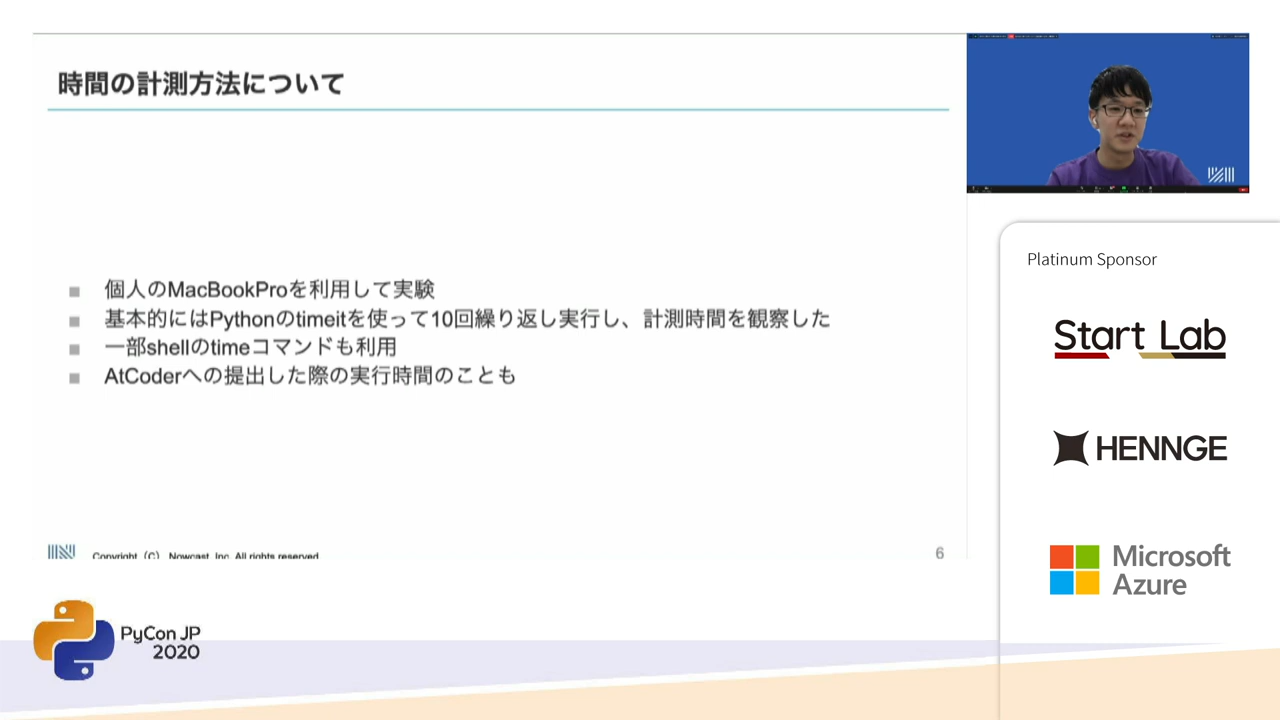 時間の計測方法について
個人のMacBookProを利用して実験
基本的にはPythonのtimeitを使って10回繰り返し実行し、計測時間を観察した
一部shellのtimeコマンドも利用
AtCoderへの提出した際の実行時間のことも
Copyright（C） Nowcast, Inc. All rights reserved
6
Platinum Sponsor
Start Lab
HENNGE
Microsoft
Azure
PyCon JP
2020